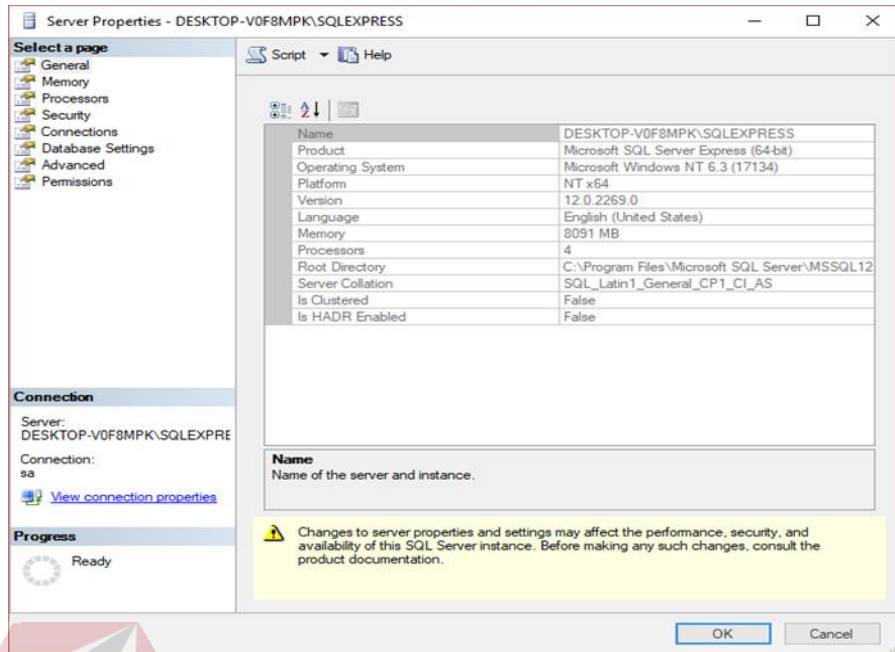 Server Properties - DESKTOP-V0F8MPK\SQLEXPRESS
Select a page
General
Memory
Processors
Security
Connections
Database Settings
Advanced
Permissions
Script Help
Name DESKTOP-V0F8MPK\SQLEXPRESS
Product Microsoft SQL Server Express (64-bit)
Operating System Microsoft Windows NT 6.3 (17134)
Platform NT x64
Version 12.0.2269.0
Language English (United States)
Memory 8091 MB
Processors 4
Root Directory C:\Program Files\Microsoft SQL Server\MSSQL12
Server Collation SQL_Latin1_General_CP1_CI_AS
Is Clustered False
Is HADR Enabled False
Connection
Server:
DESKTOP-V0F8MPK\SQLEXPRE
Connection:
sa
View connection properties
Name
Name of the server and instance.
Progress
Ready
Changes to server properties and settings may affect the performance, security, and
availability of this SQL Server instance. Before making any such changes, consult the
product documentation.
OK Cancel